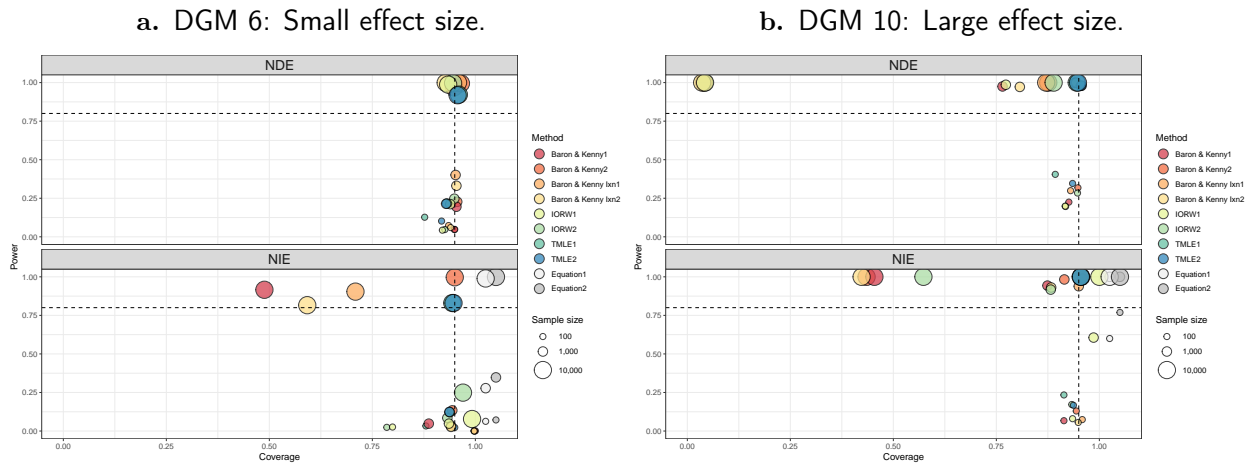 a. DGM 6: Small effect size.
NDE
1.00
0.75
0.50
0.25
0.00
NIE
1.00
0.75
0.50
0.25
0.00
Power
0.00
0.25
0.50
0.75
1.00
Coverage
Method
Baron & Kenny1
Baron & Kenny2
Baron & Kenny Ixn1
Baron & Kenny Ixn2
IORW1
IORW2
TMLE1
TMLE2
Equation1
Equation2
Sample size
100
1,000
10,000
b. DGM 10: Large effect size.
NDE
1.00
0.75
0.50
0.25
0.00
NIE
1.00
0.75
0.50
0.25
0.00
Power
0.00
0.25
0.50
0.75
1.00
Coverage
Method
Baron & Kenny1
Baron & Kenny2
Baron & Kenny Ixn1
Baron & Kenny Ixn2
IORW1
IORW2
TMLE1
TMLE2
Equation1
Equation2
Sample size
100
1,000
10,000